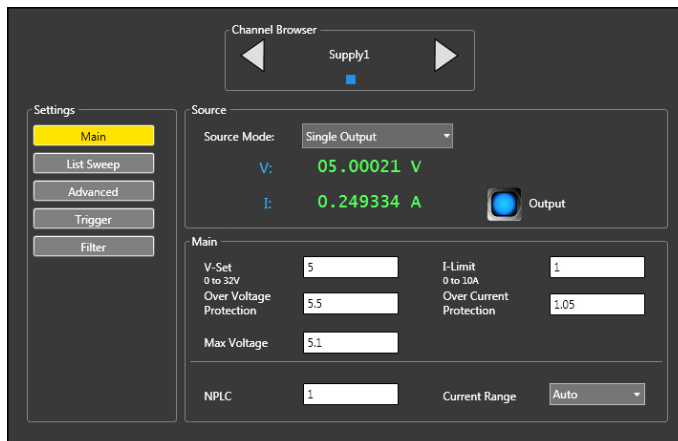 Channel Browser
Supply1
Settings
Main
List Sweep
Advanced
Trigger
Filter
Source
Source Mode: Single Output
V: 05.00021 V
I: 0.249334 A
Output
Main
V-Set 5 I-Limit 1
0 to 32V 0 to 10A
Over Voltage Over Current
Protection 5.5 Protection 1.05
Max Voltage 5.1
NPLC 1 Current Range Auto